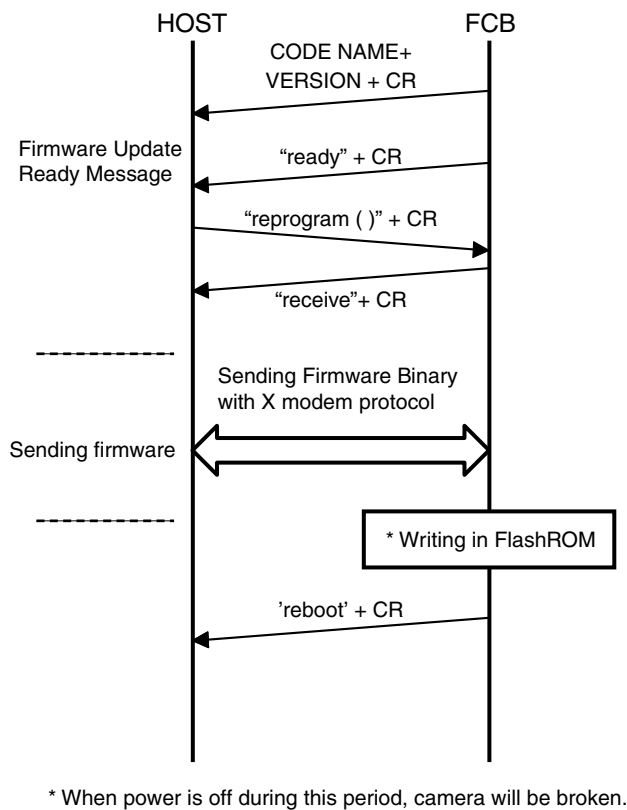 HOST
FCB
CODE NAME+
VERSION + CR
Firmware Update
Ready Message
“ready” + CR
“reprogram ( )” + CR
“receive”+ CR
Sending Firmware Binary
with X modem protocol
Sending firmware
* Writing in FlashROM
’reboot’ + CR
* When power is off during this period, camera will be broken.